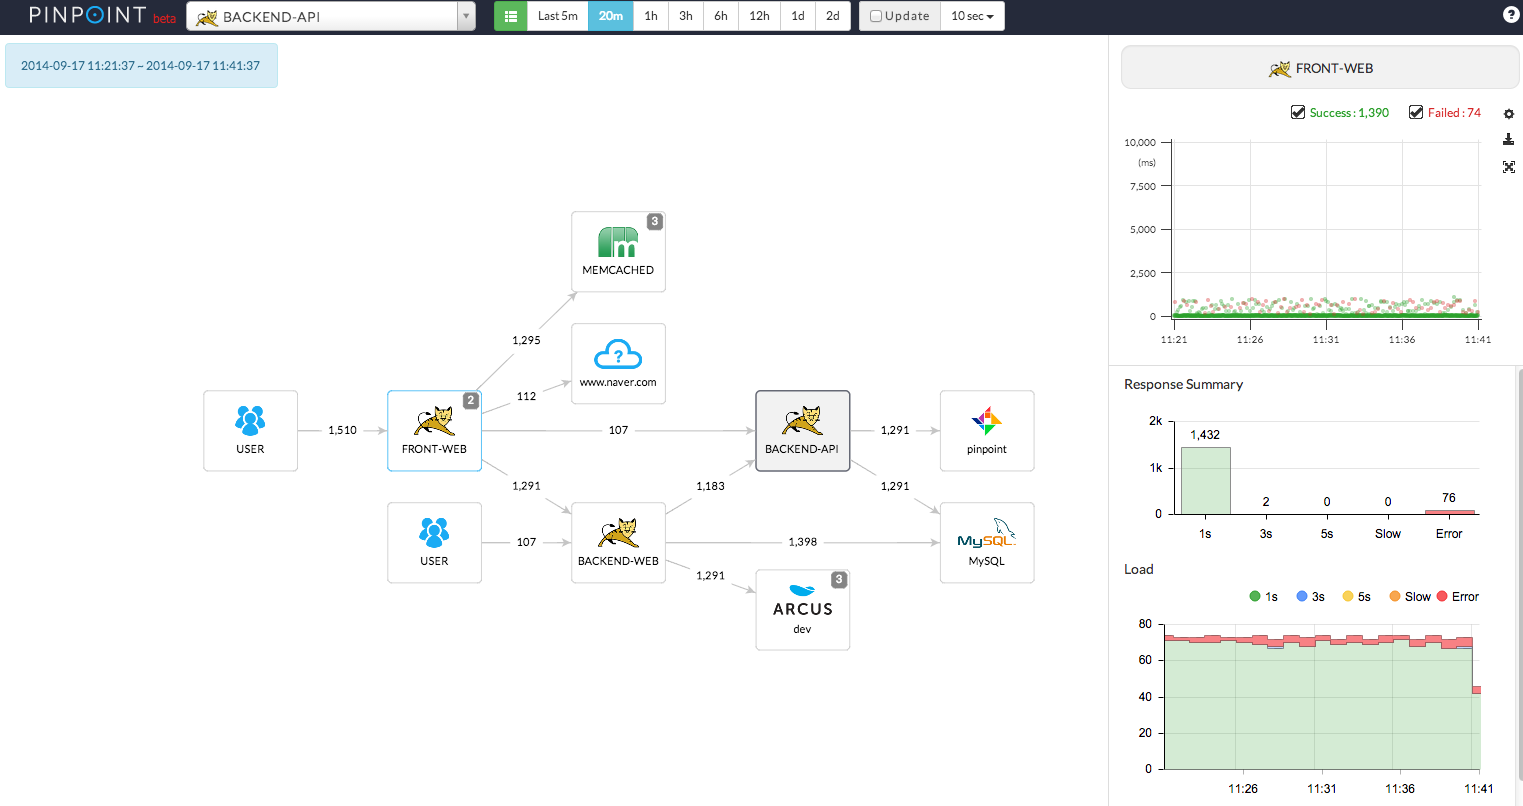 PINPOINT beta
BACKEND-API
Last 5m 20m 1h 3h 6h 12h 1d 2d
Update 10 sec
?
2014-09-17 11:21:37 ~ 2014-09-17 11:41:37
3
MEMCACHED
1,295
?
www.naver.com
112
USER
1,510
2
FRONT-WEB
107
BACKEND-API
1,291
pinpoint
1,291
1,183
1,291
USER
107
BACKEND-WEB
1,398
MySQL
MySQL
1,291
3
ARCUS
dev
FRONT-WEB
Success : 1,390 Failed : 74
10,000
(ms)
7,500
5,000
2,500
0
11:21 11:26 11:31 11:36 11:41
Response Summary
2k
1k
0
1,432 2 0 0 76
1s 3s 5s Slow Error
Load
1s 3s 5s Slow Error
80
60
40
20
0
11:26 11:31 11:36 11:41